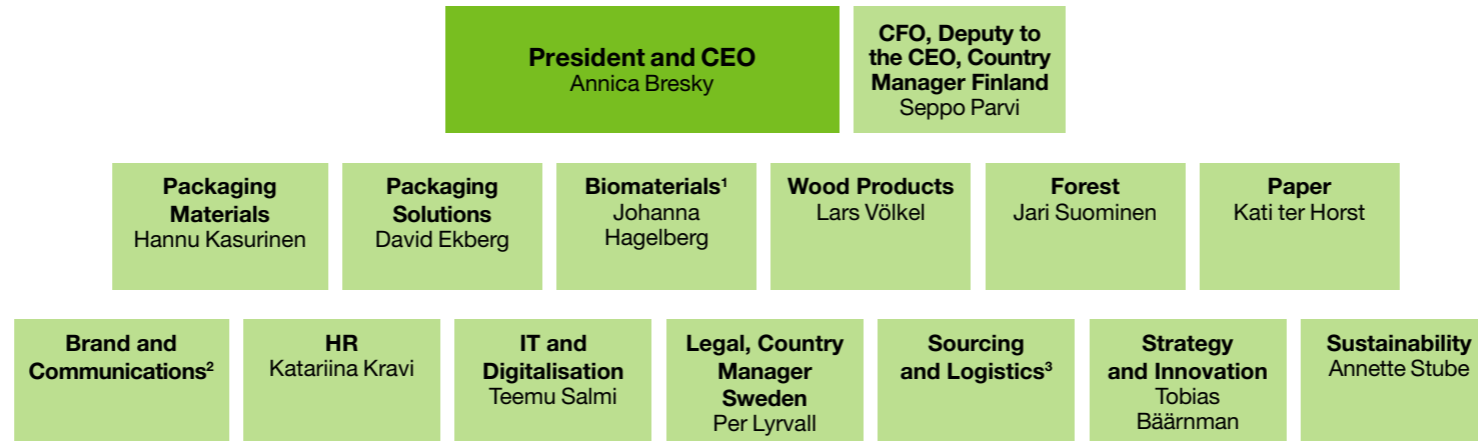 President and CEO
Annica Bresky
CFO, Deputy to
the CEO, Country
Manager Finland
Seppo Parvi
Packaging
Materials
Hannu Kasurinen
Packaging
Solutions
David Ekberg
Biomaterials¹
Johanna
Hagelberg
Wood Products
Lars Völkel
Forest
Jari Suominen
Paper
Kati ter Horst
Brand and
Communications²
HR
Katariina Kravi
IT and
Digitalisation
Teemu Salmi
Legal, Country
Manager
Sweden
Per Lyrvall
Sourcing
and Logistics³
Strategy
and Innovation
Tobias
Bäärnman
Sustainability
Annette Stube